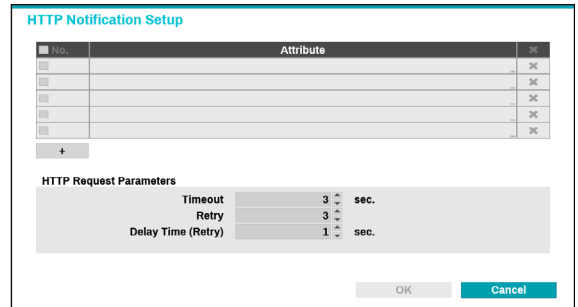 HTTP Notification Setup
No. Attribute
...
...
...
...
...
+
HTTP Request Parameters
Timeout 3 sec.
Retry 3
Delay Time (Retry) 1 sec.
OK Cancel